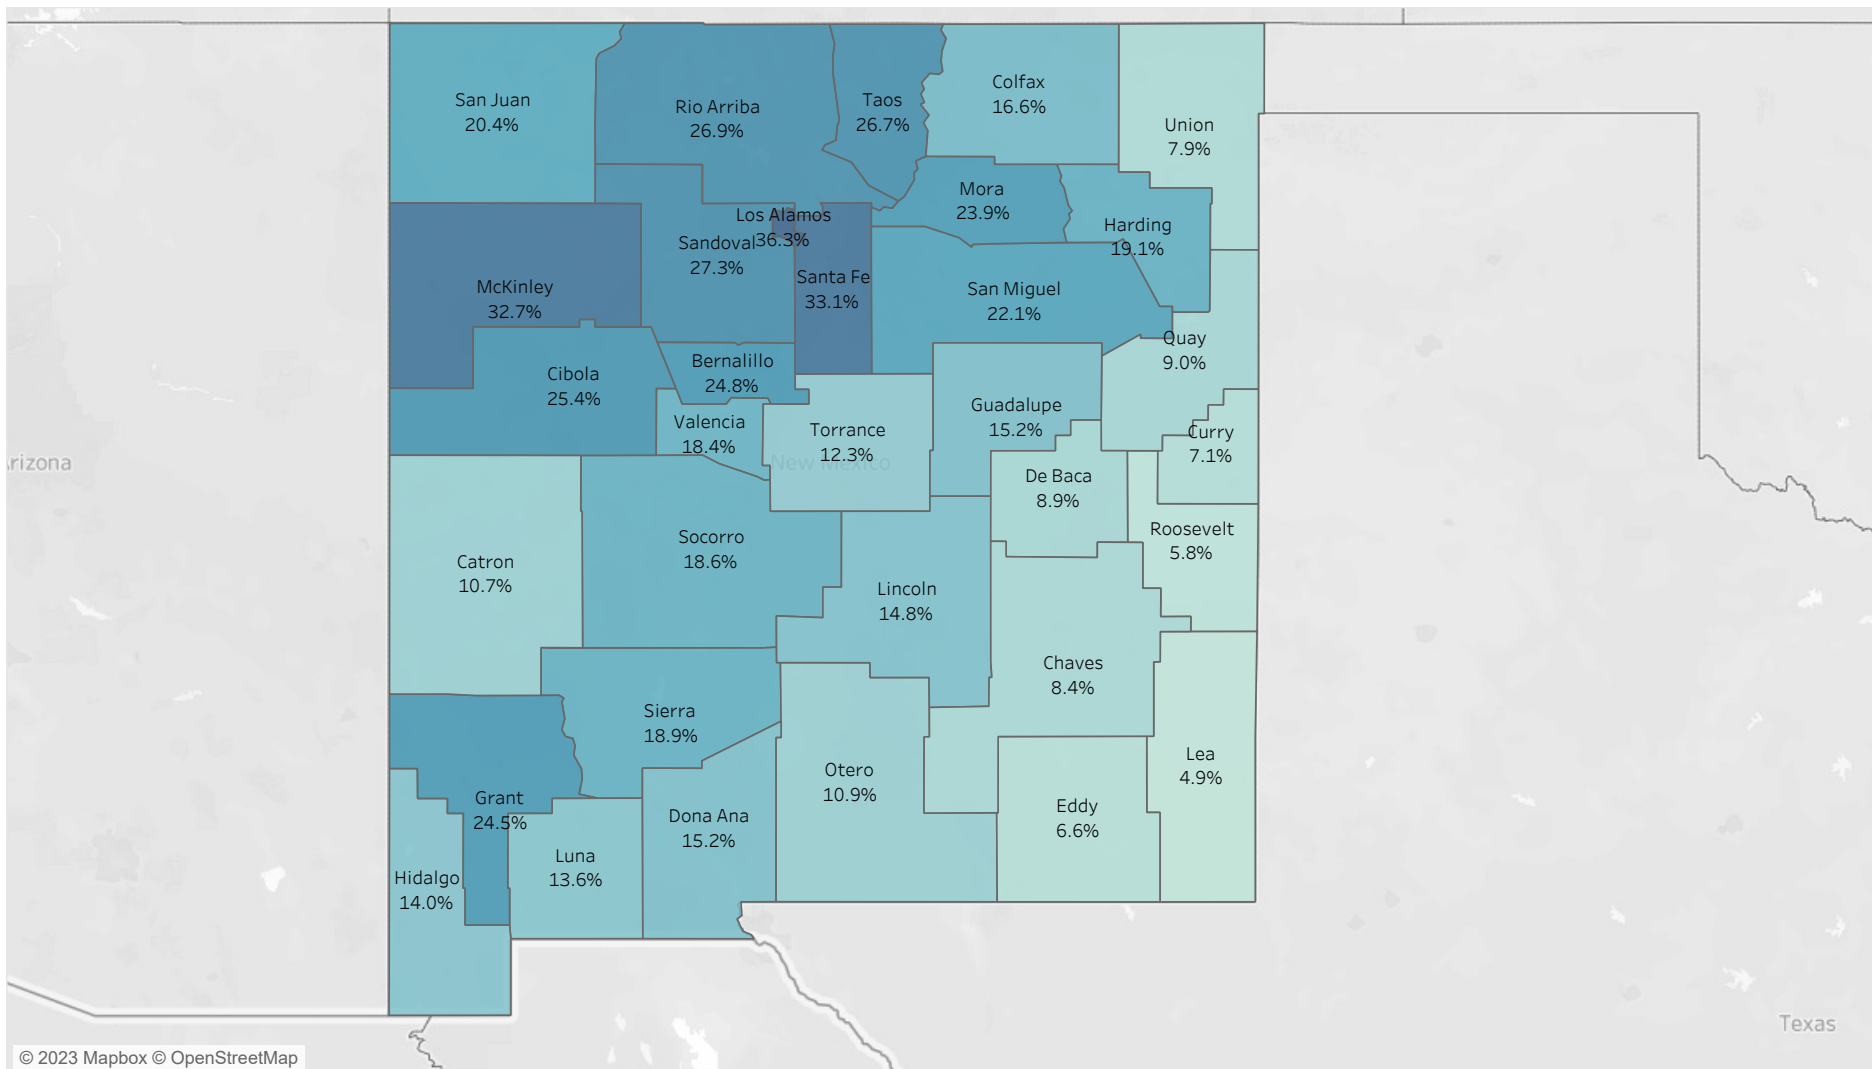 San Juan
20.4%
Rio Arriba
26.9%
Taos
26.7%
Colfax
16.6%
Union
7.9%
Mora
23.9%
Harding
19.1%
Los Alamos
36.3%
Sandoval
27.3%
Santa Fe
33.1%
McKinley
32.7%
San Miguel
22.1%
Quay
9.0%
Cibola
25.4%
Bernalillo
24.8%
Valencia
18.4%
Torrance
12.3%
Guadalupe
15.2%
Curry
7.1%
rizona
New Mexico
De Baca
8.9%
Roosevelt
5.8%
Catron
10.7%
Socorro
18.6%
Lincoln
14.8%
Chaves
8.4%
Sierra
18.9%
Otero
10.9%
Lea
4.9%
Grant
24.5%
Eddy
6.6%
Dona Ana
15.2%
Luna
13.6%
Hidalgo
14.0%
Texas
© 2023 Mapbox © OpenStreetMap